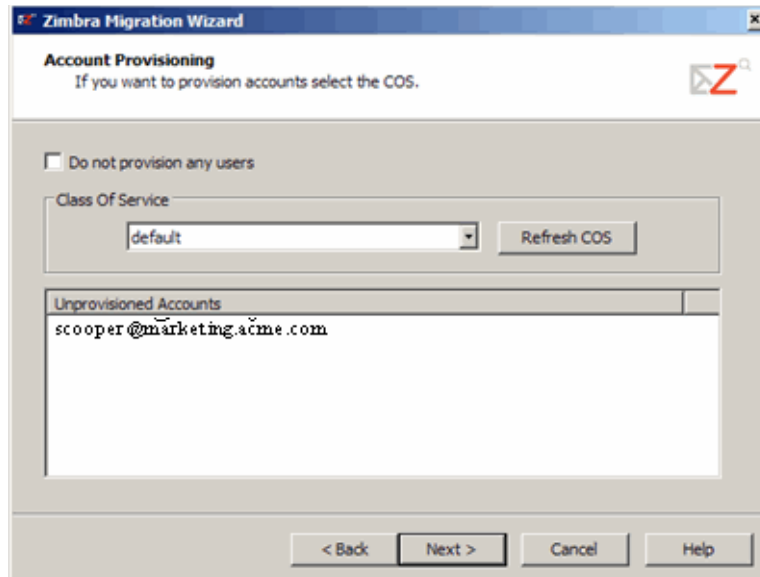 Zimbra Migration Wizard
Account Provisioning
If you want to provision accounts select the COS.
Do not provision any users
Class Of Service
default
Refresh COS
Unprovisioned Accounts
scooper@marketing.acme.com
< Back Next > Cancel Help